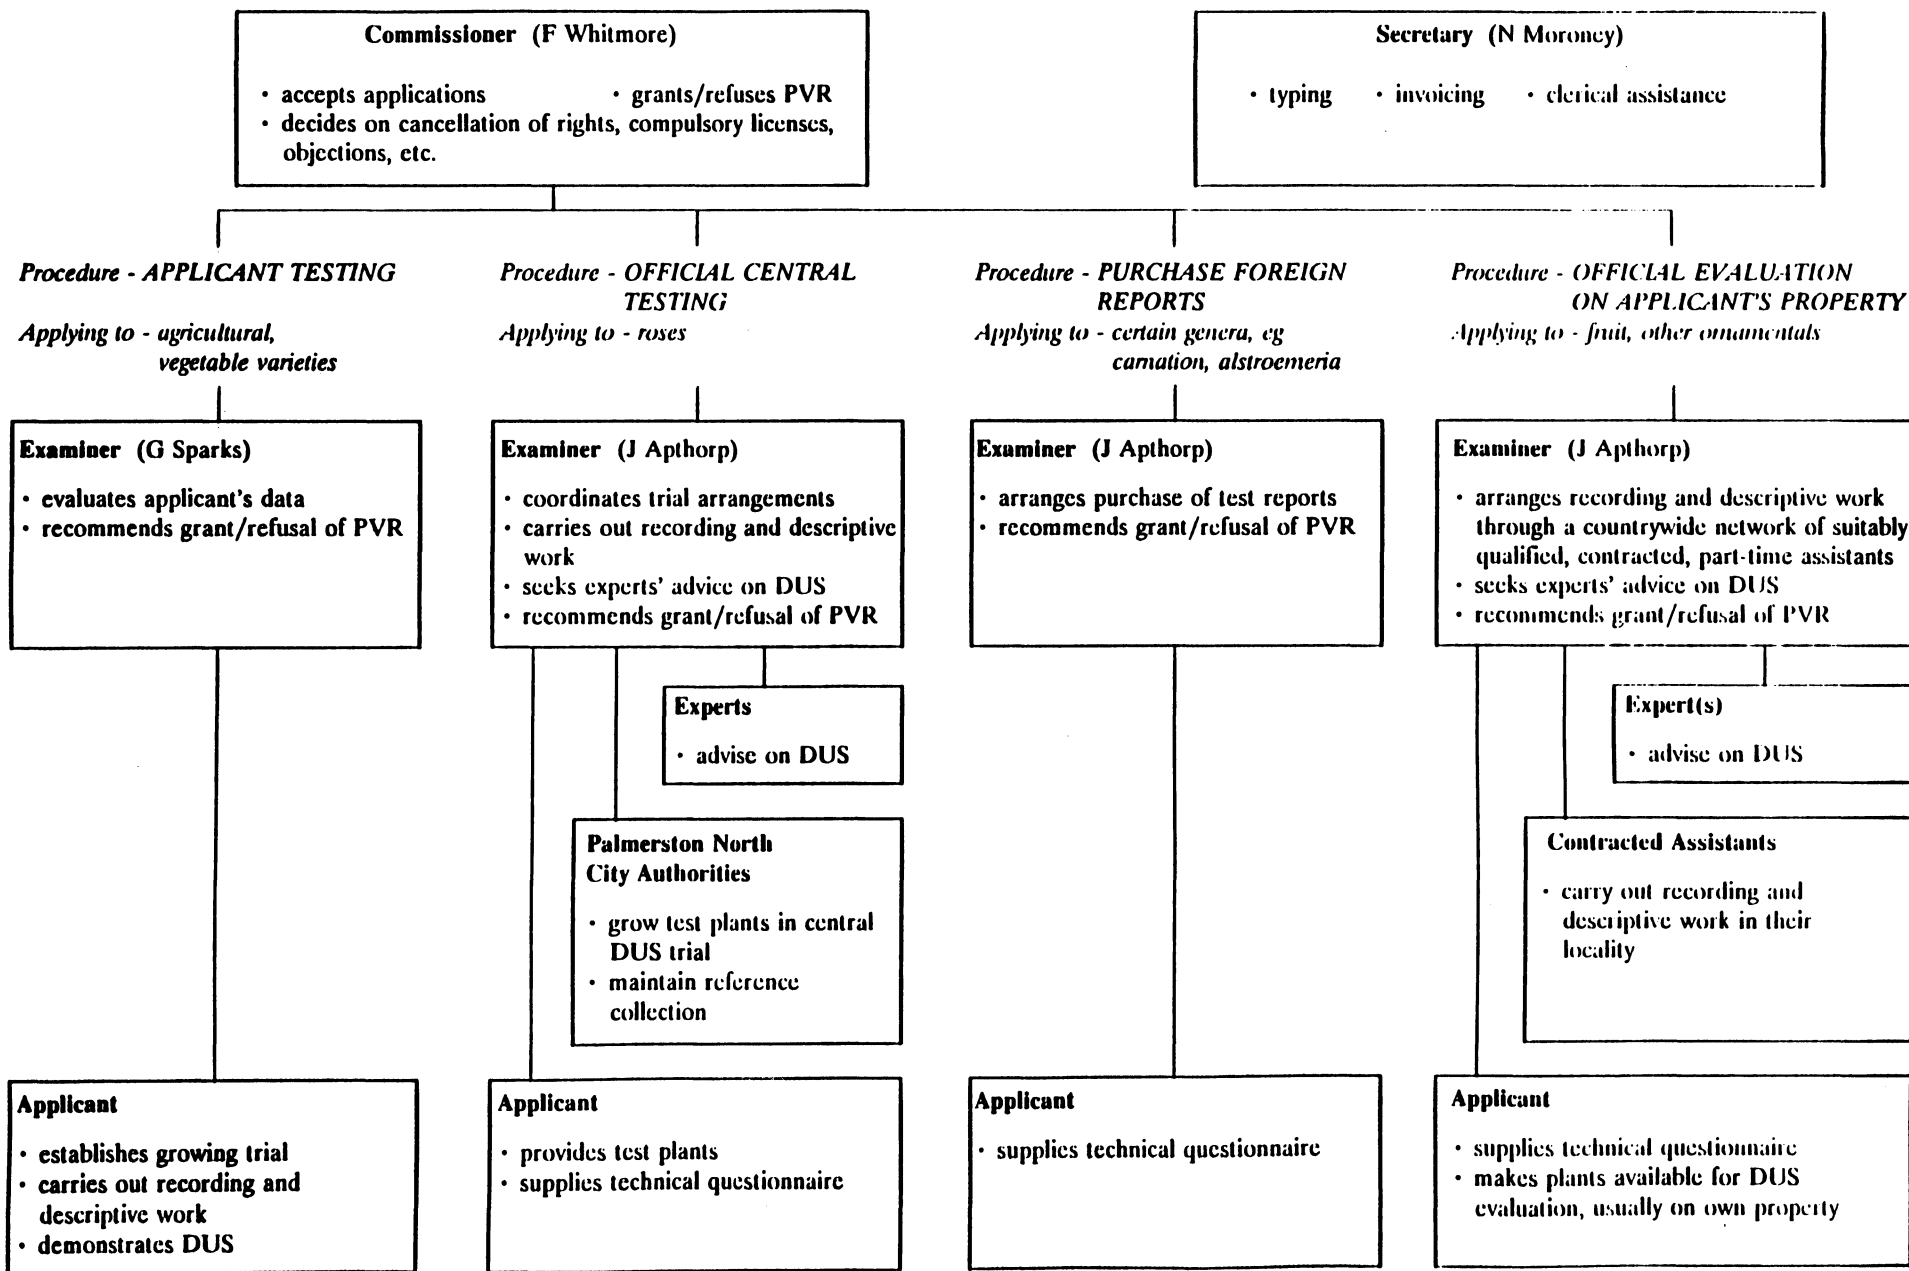 Commissioner (F Whitmore)
• accepts applications • grants/refuses PVR
• decides on cancellation of rights, compulsory licenses,
objections, etc.
Secretary (N Moroney)
• typing • invoicing • clerical assistance
Procedure - APPLICANT TESTING
Applying to - agricultural,
vegetable varieties
Procedure - OFFICIAL CENTRAL
TESTING
Applying to - roses
Procedure - PURCHASE FOREIGN
REPORTS
Applying to - certain genera, eg
carnation, alstroemeria
Procedure - OFFICIAL EVALUATION
ON APPLICANT'S PROPERTY
Applying to - fruit, other ornamentals
Examiner (G Sparks)
• evaluates applicant's data
• recommends grant/refusal of PVR
Examiner (J Apthorp)
• coordinates trial arrangements
• carries out recording and descriptive
work
• seeks experts' advice on DUS
• recommends grant/refusal of PVR
Examiner (J Apthorp)
• arranges purchase of test reports
• recommends grant/refusal of PVR
Examiner (J Apthorp)
• arranges recording and descriptive work
through a countrywide network of suitably
qualified, contracted, part-time assistants
• seeks experts' advice on DUS
• recommends grant/refusal of PVR
Experts
• advise on DUS
Expert(s)
• advise on DUS
Palmerston North
City Authorities
• grow test plants in central
DUS trial
• maintain reference
collection
Contracted Assistants
• carry out recording and
descriptive work in their
locality
Applicant
• establishes growing trial
• carries out recording and
descriptive work
• demonstrates DUS
Applicant
• provides test plants
• supplies technical questionnaire
Applicant
• supplies technical questionnaire
Applicant
• supplies technical questionnaire
• makes plants available for DUS
evaluation, usually on own property